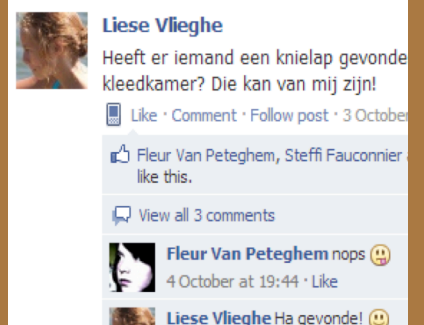 Liese Vlieghe
Heeft er iemand een knielap gevonde
kleedkamer? Die kan van mij zijn!
Like · Comment · Follow post · 3 October
Fleur Van Peteghem, Steffi Fauconnier
like this.
View all 3 comments
Fleur Van Peteghem nops
4 October at 19:44 · Like
Liese Vlieghe Ha gevonde!